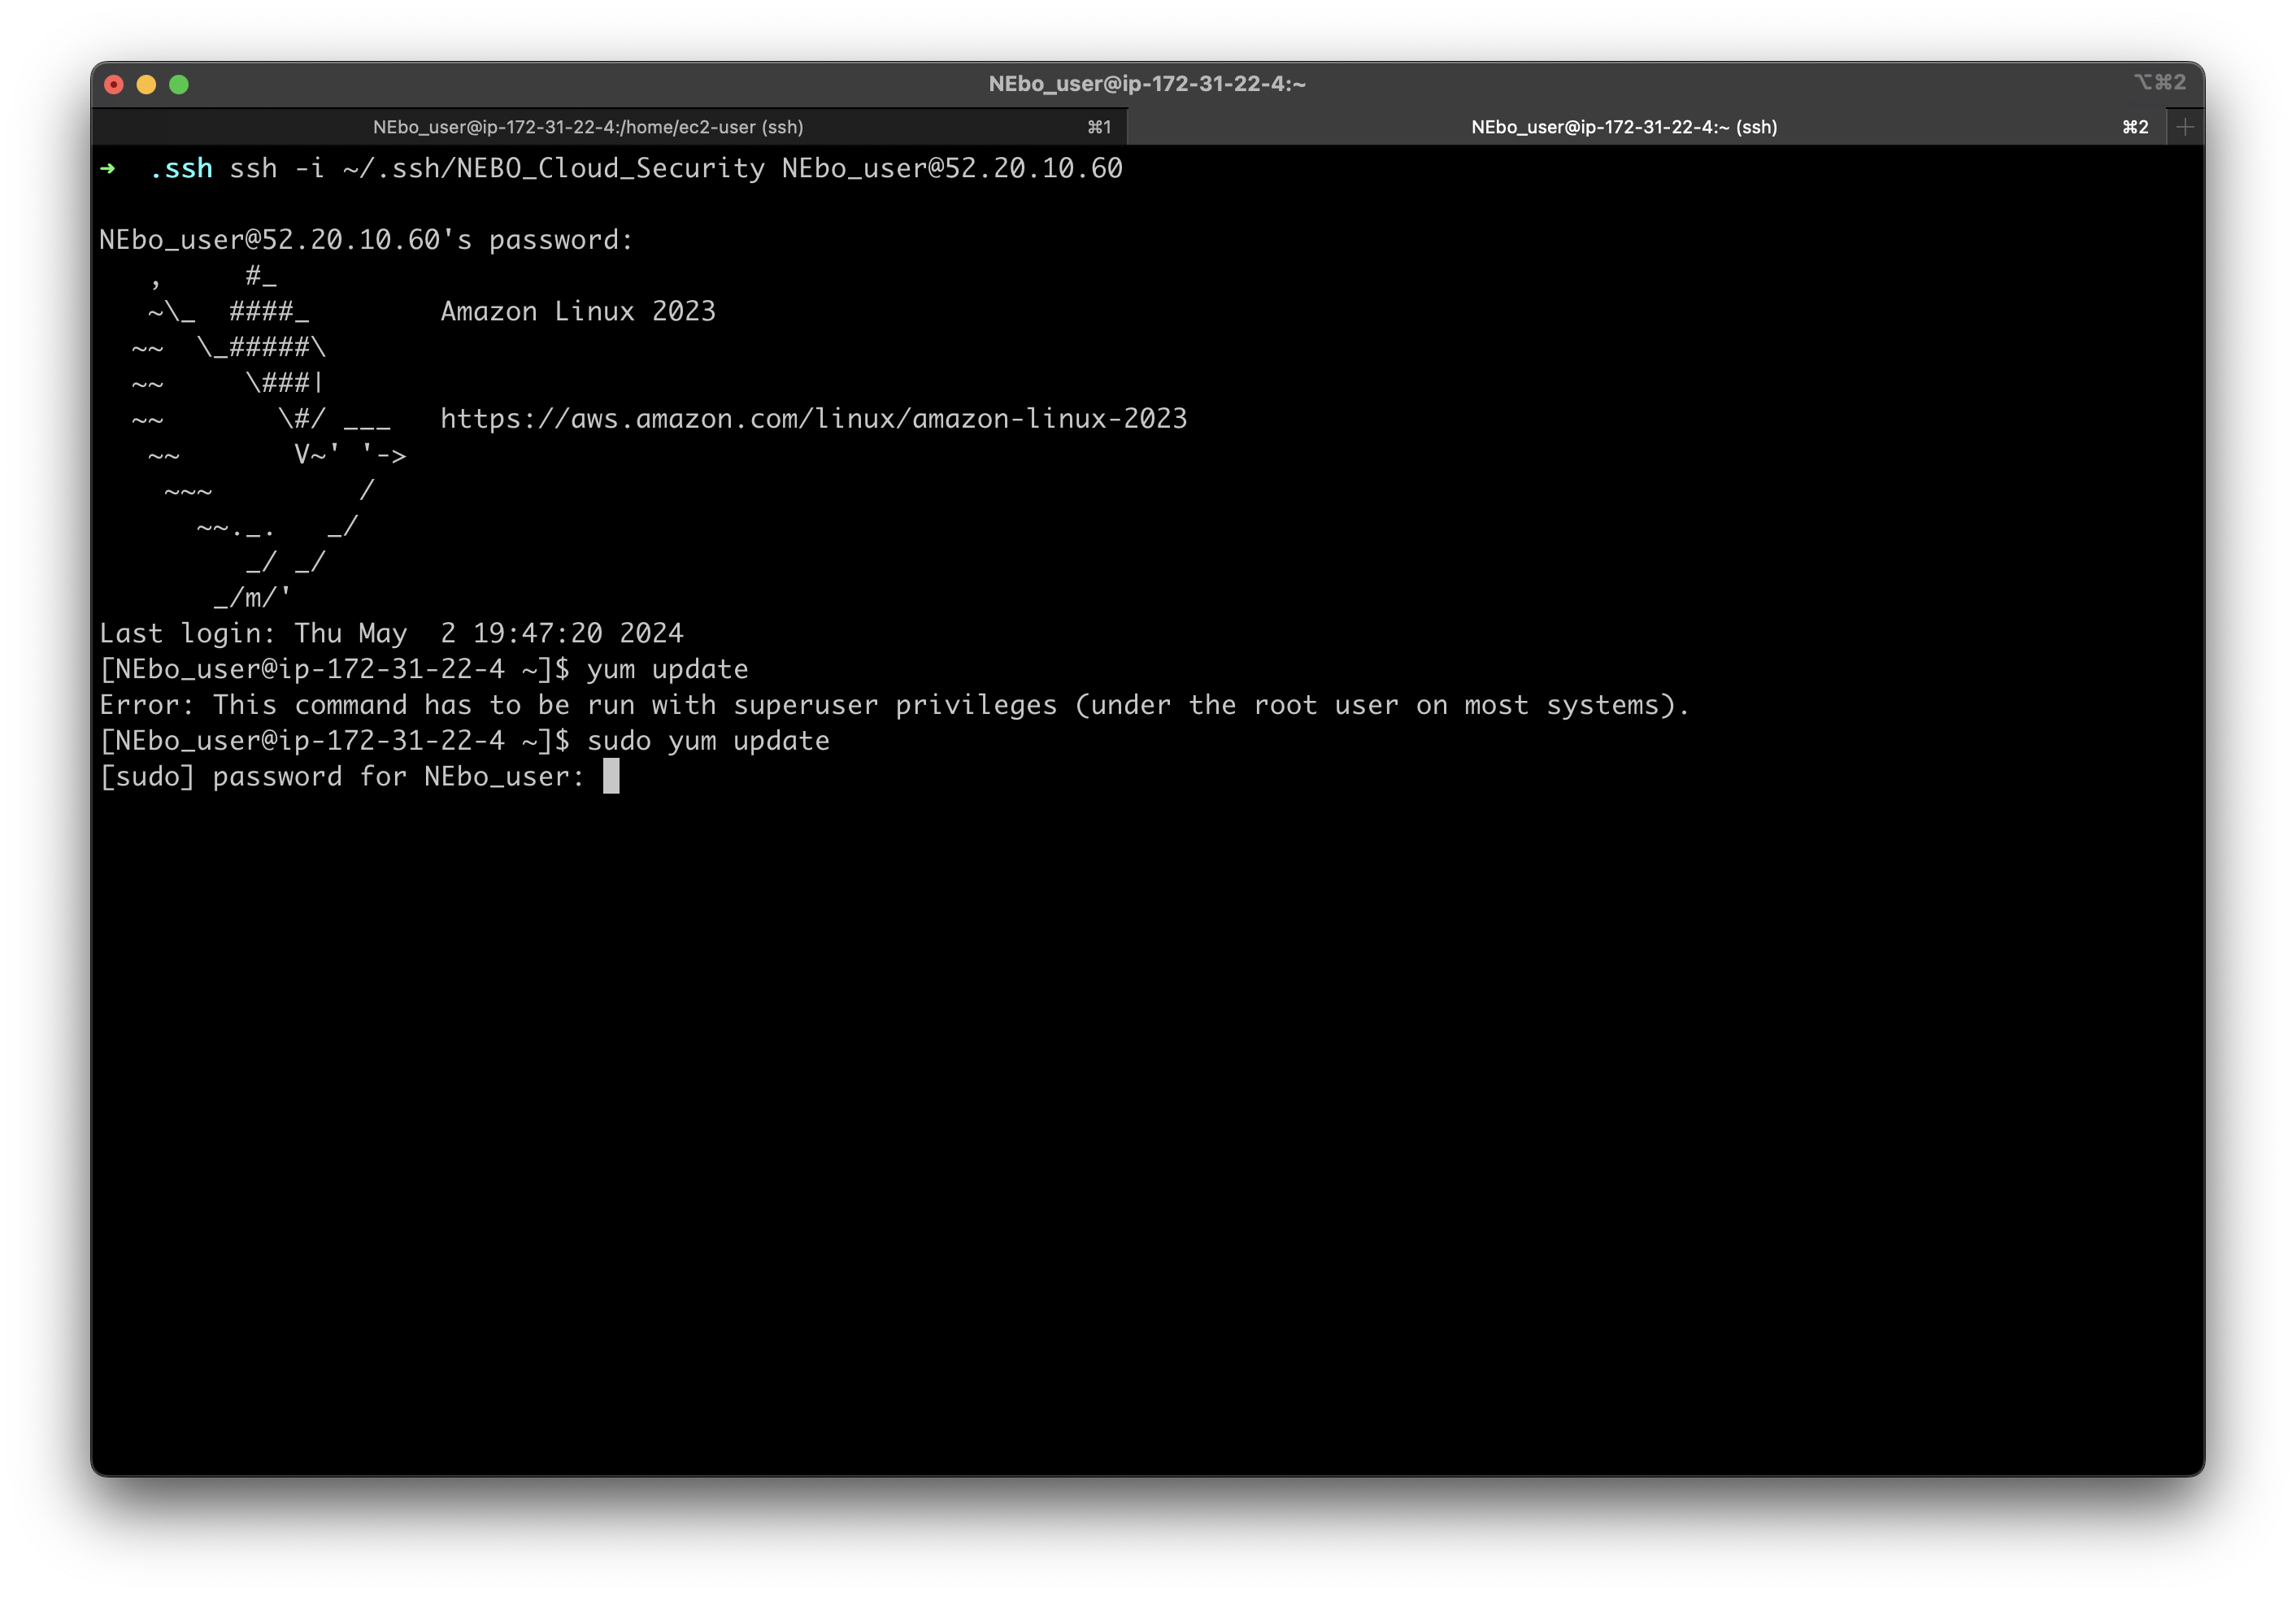 NEbo_user@ip-172-31-22-4:~
⌥⌘2
NEbo_user@ip-172-31-22-4:/home/ec2-user (ssh) ⌘1
NEbo_user@ip-172-31-22-4:~ (ssh) ⌘2 +
➜  .ssh ssh -i ~/.ssh/NEBO_Cloud_Security NEbo_user@52.20.10.60

NEbo_user@52.20.10.60's password:
   ,     #_
   ~\_  ####_        Amazon Linux 2023
  ~~  \_#####\
  ~~     \###|
  ~~       \#/ ___   https://aws.amazon.com/linux/amazon-linux-2023
   ~~       V~' '->
    ~~~         /
      ~~._.   _/
         _/ _/
       _/m/'
Last login: Thu May  2 19:47:20 2024
[NEbo_user@ip-172-31-22-4 ~]$ yum update
Error: This command has to be run with superuser privileges (under the root user on most systems).
[NEbo_user@ip-172-31-22-4 ~]$ sudo yum update
[sudo] password for NEbo_user: